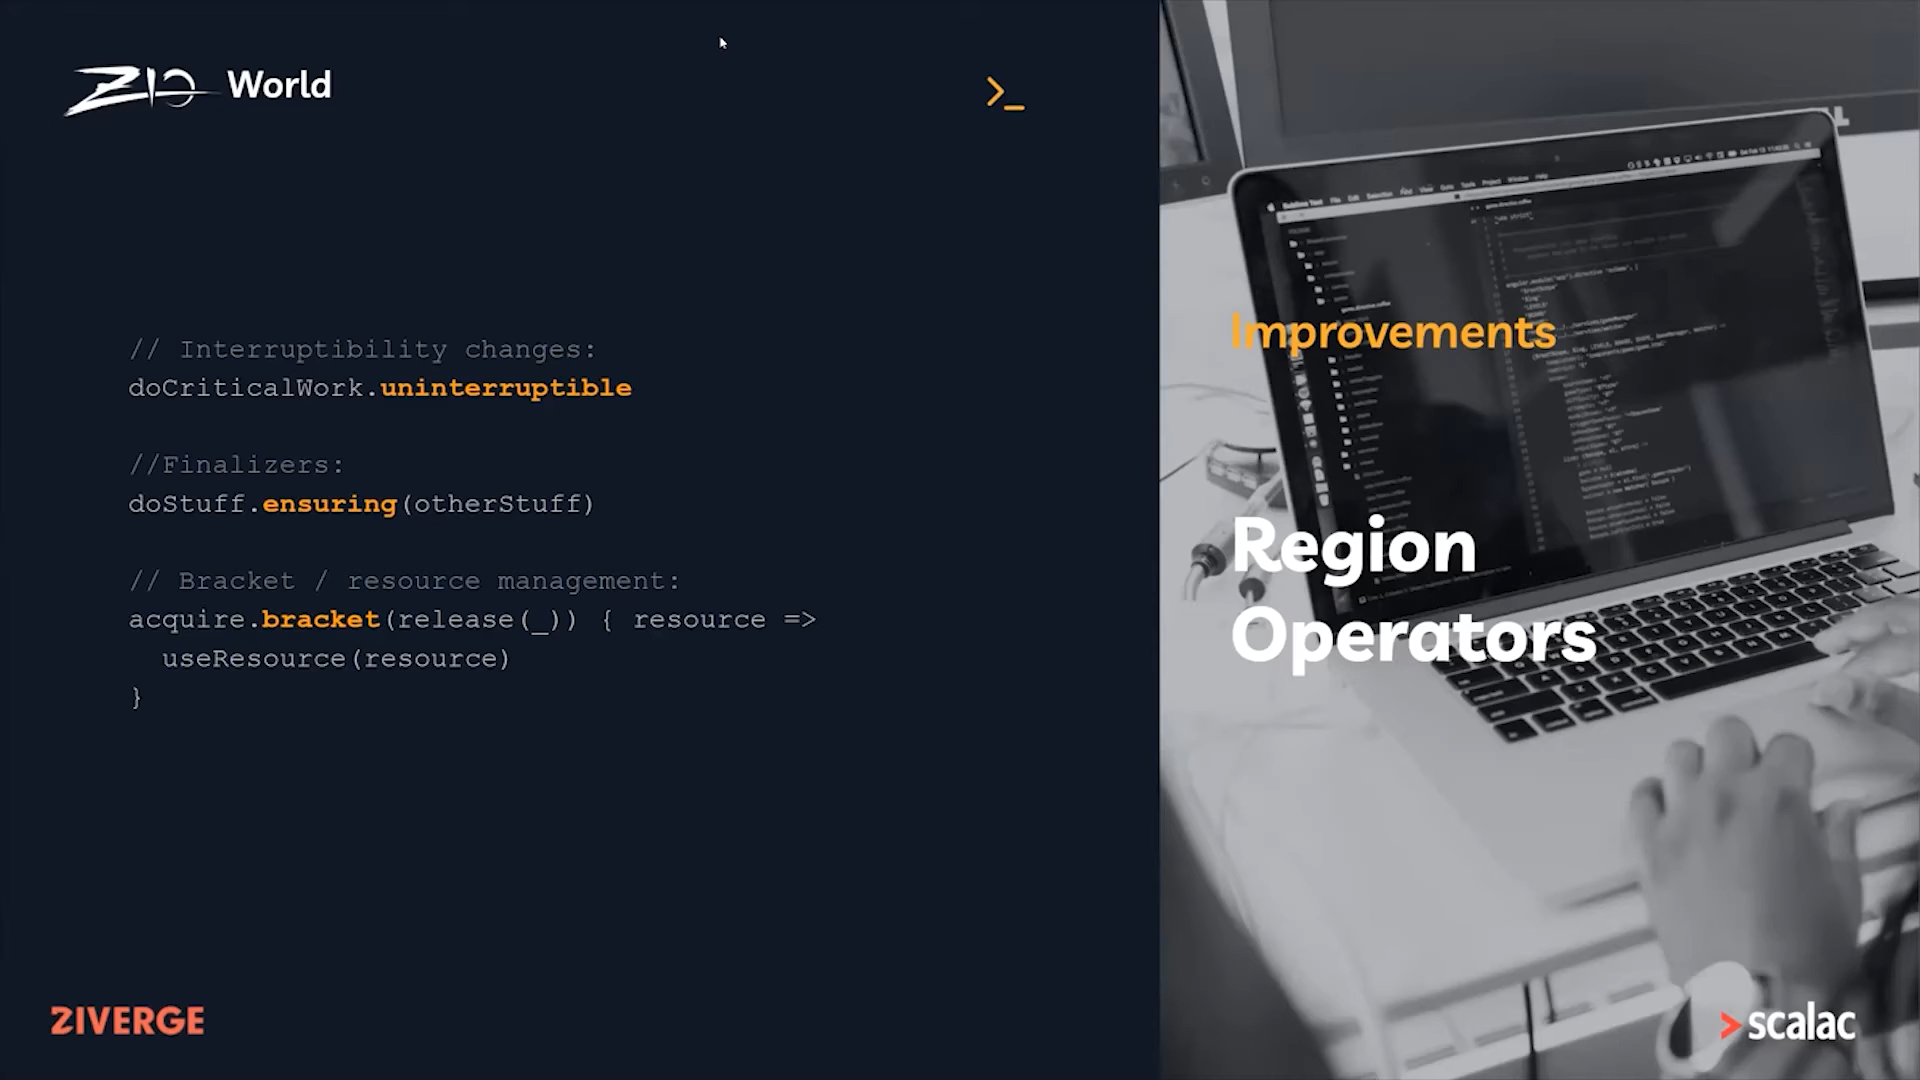 ZIO World
>_
// Interruptibility changes:
doCriticalWork.uninterruptible
//Finalizers:
doStuff.ensuring(otherStuff)
// Bracket / resource management:
acquire.bracket(release(_)) { resource =>
  useResource(resource)
}
Improvements
Region
Operators
ZIVERGE
scalac